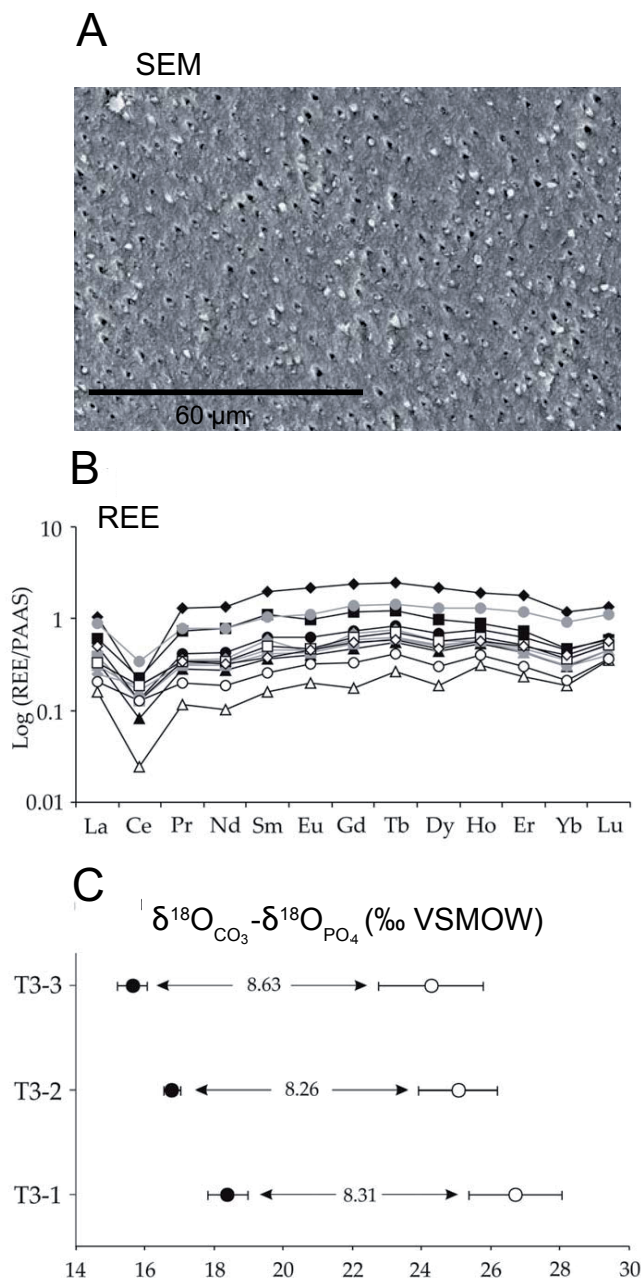 A
SEM
60 μm
B
REE
Log (REE/PAAS)
10
1
0.1
0.01
La Ce Pr Nd Sm Eu Gd Tb Dy Ho Er Yb Lu
C
δ¹⁸O_CO₃-δ¹⁸O_PO₄ (‰ VSMOW)
T3-3 8.63
T3-2 8.26
T3-1 8.31
14 16 18 20 22 24 26 28 30